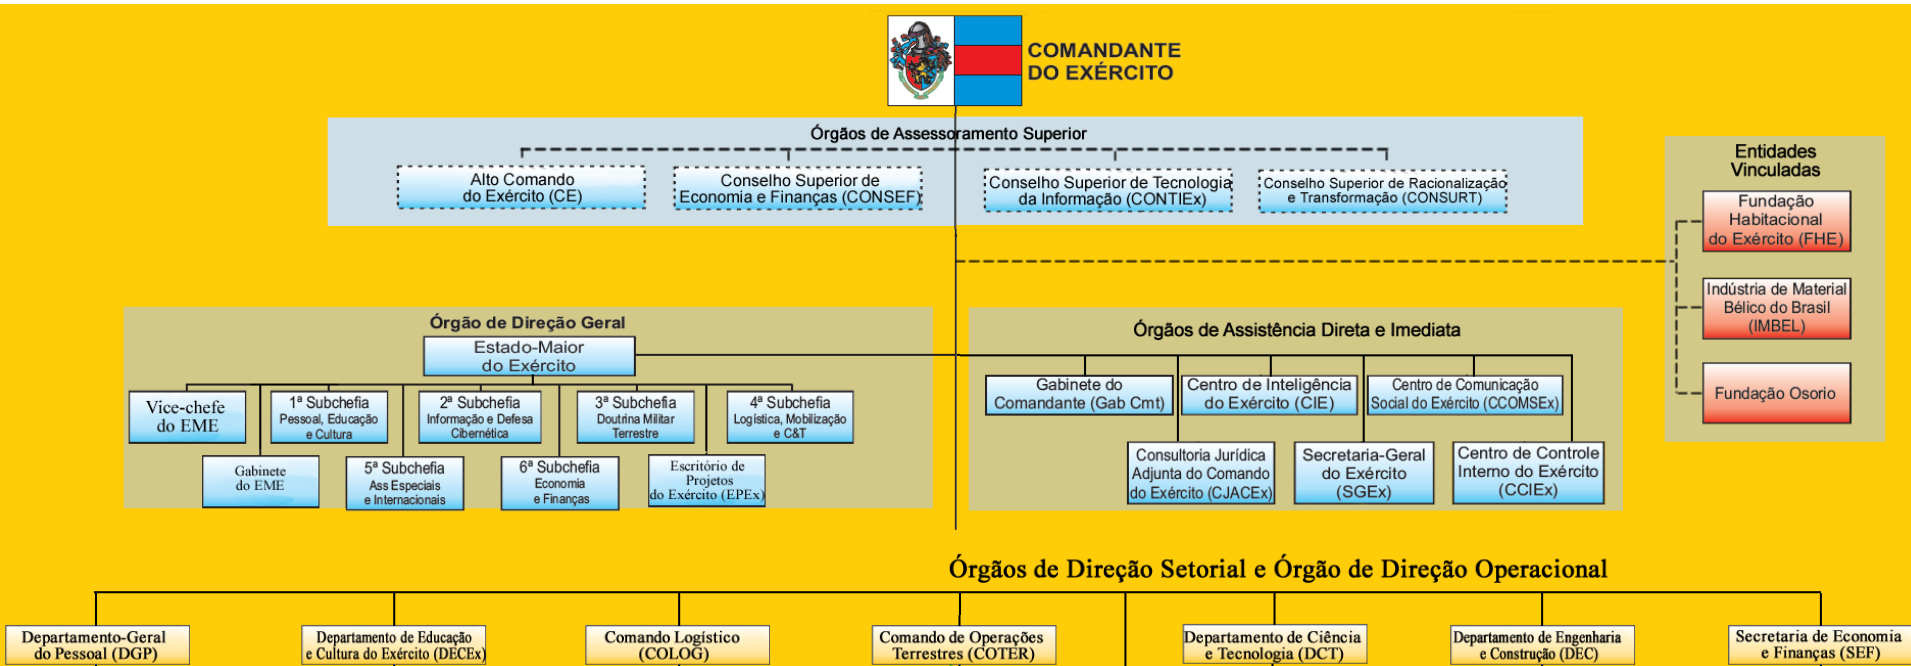 COMANDANTE
DO EXÉRCITO
Órgãos de Assessoramento Superior
Alto Comando
do Exército (CE)
Conselho Superior de
Economia e Finanças (CONSEF)
Conselho Superior de Tecnologia
da Informação (CONTIEx)
Conselho Superior de Racionalização
e Transformação (CONSURT)
Entidades
Vinculadas
Fundação
Habitacional
do Exército (FHE)
Indústria de Material
Bélico do Brasil
(IMBEL)
Fundação Osorio
Órgão de Direção Geral
Estado-Maior
do Exército
Vice-chefe
do EME
1ª Subchefia
Pessoal, Educação
e Cultura
2ª Subchefia
Informação e Defesa
Cibernética
3ª Subchefia
Doutrina Militar
Terrestre
4ª Subchefia
Logística, Mobilização
e C&T
Gabinete
do EME
5ª Subchefia
Ass Especiais
e Internacionais
6ª Subchefia
Economia
e Finanças
Escritório de
Projetos
do Exército (EPEx)
Órgãos de Assistência Direta e Imediata
Gabinete do
Comandante (Gab Cmt)
Centro de Inteligência
do Exército (CIE)
Centro de Comunicação
Social do Exército (CCOMSEx)
Consultoria Jurídica
Adjunta do Comando
do Exército (CJACEx)
Secretaria-Geral
do Exército
(SGEx)
Centro de Controle
Interno do Exército
(CCIEx)
Órgãos de Direção Setorial e Órgão de Direção Operacional
Departamento-Geral
do Pessoal (DGP)
Departamento de Educação
e Cultura do Exército (DECEx)
Comando Logístico
(COLOG)
Comando de Operações
Terrestres (COTER)
Departamento de Ciência
e Tecnologia (DCT)
Departamento de Engenharia
e Construção (DEC)
Secretaria de Economia
e Finanças (SEF)